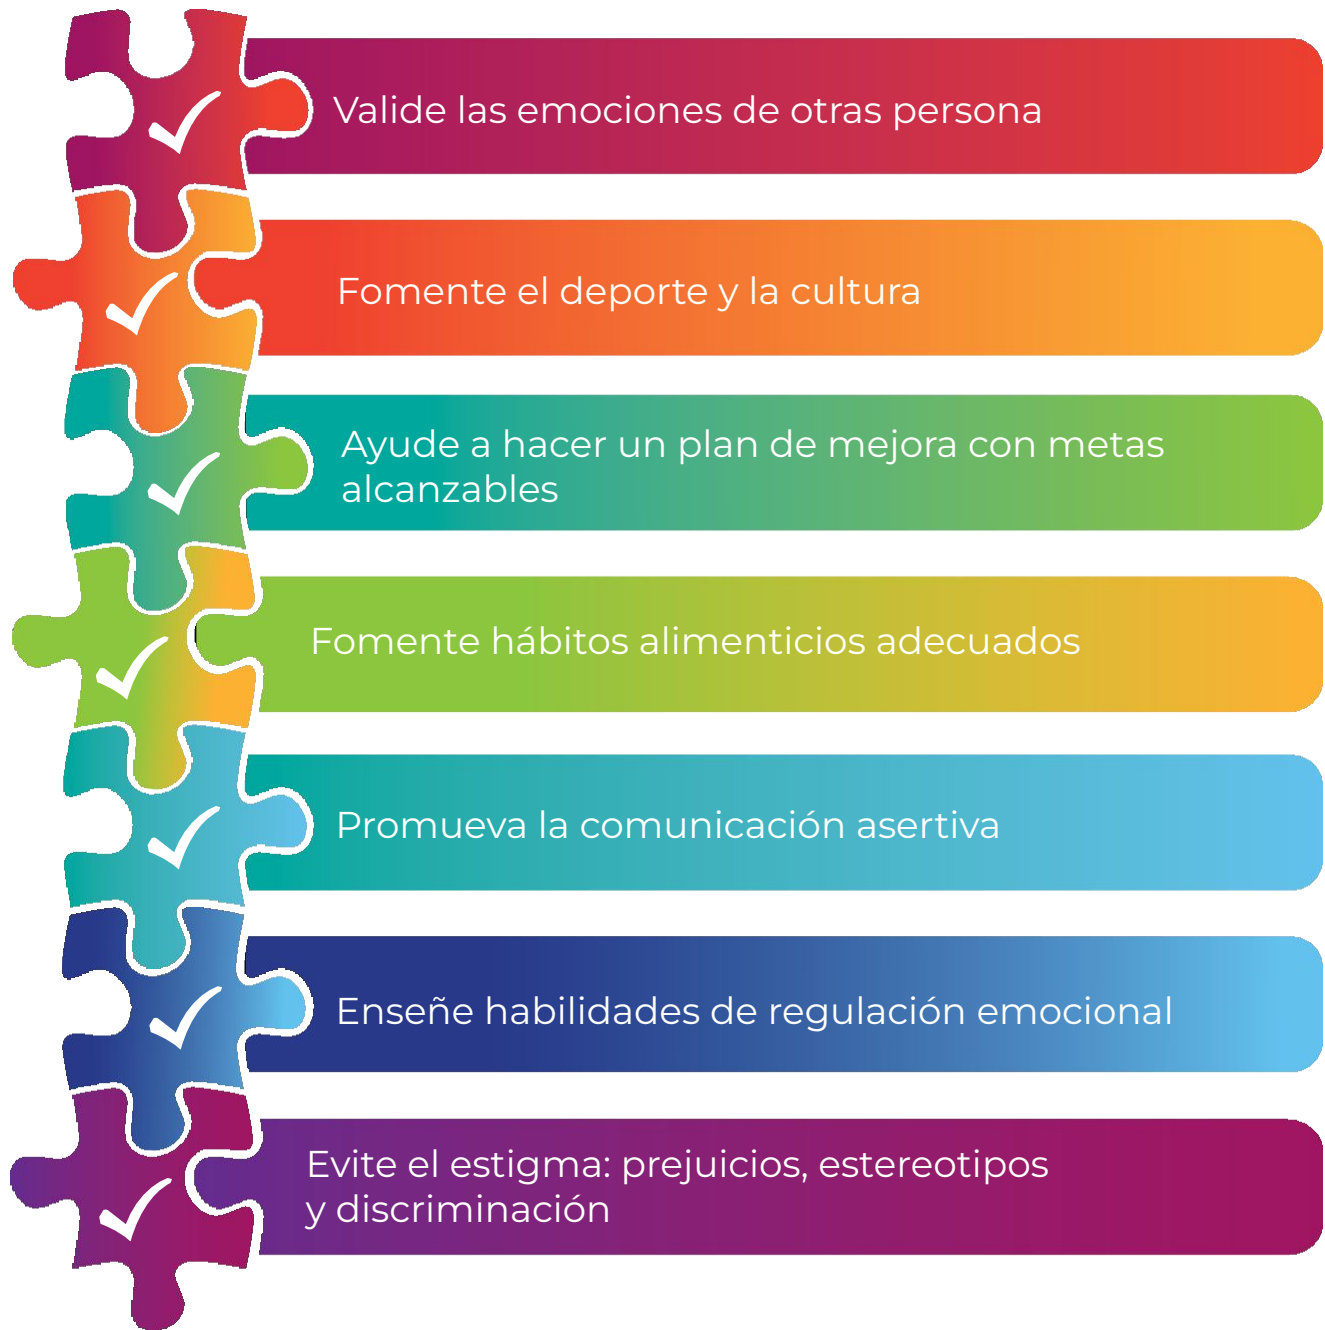 Valide las emociones de otras persona
Fomente el deporte y la cultura
Ayude a hacer un plan de mejora con metas
alcanzables
Fomente hábitos alimenticios adecuados
Promueva la comunicación asertiva
Enseñe habilidades de regulación emocional
Evite el estigma: prejuicios, estereotipos
y discriminación